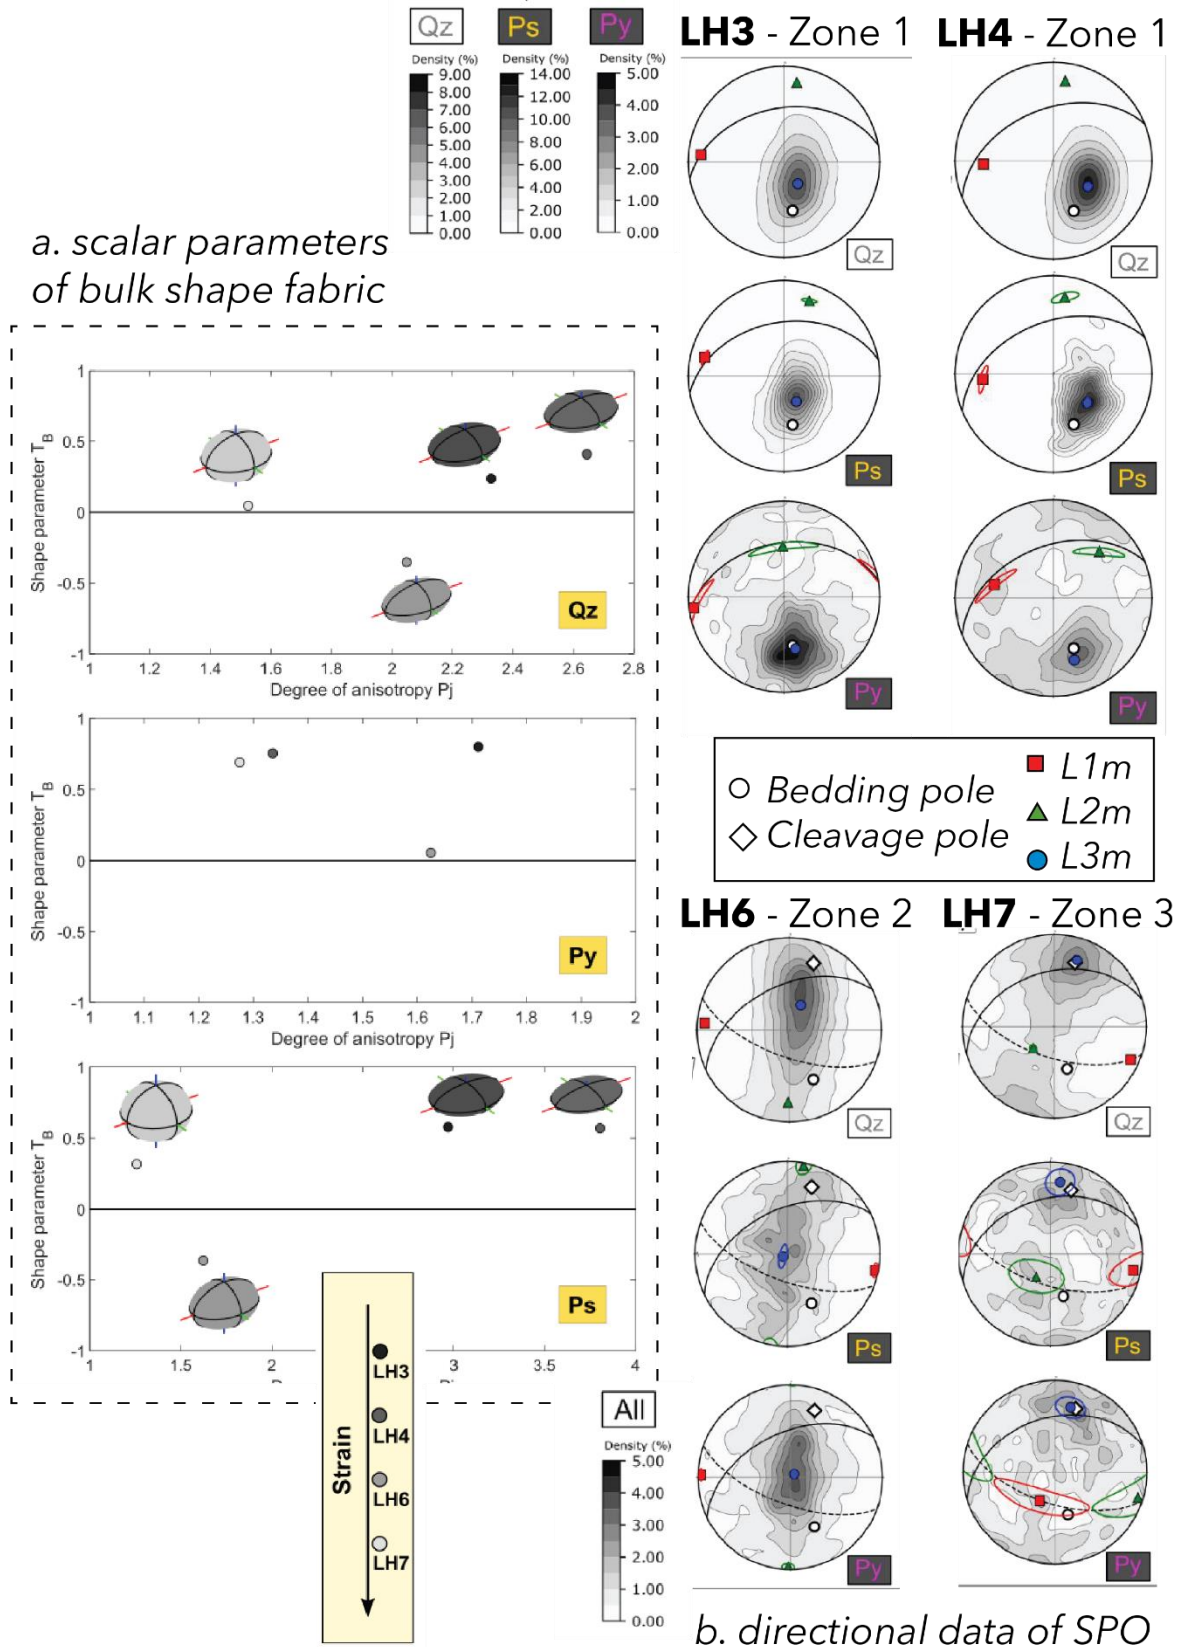 Qz Ps Py
Density (%) Density (%) Density (%)
9.00 14.00 5.00
8.00 12.00 4.00
7.00 10.00 3.00
6.00 8.00 2.00
5.00 6.00 1.00
4.00 4.00 0.00
3.00 2.00
2.00 0.00
1.00
0.00
LH3 - Zone 1 LH4 - Zone 1
Qz Qz
Ps Ps
Py Py
a. scalar parameters
of bulk shape fabric
Shape parameter T_B
1
0.5
0
-0.5
-1
1 1.2 1.4 1.6 1.8 2 2.2 2.4 2.6 2.8
Degree of anisotropy Pj
Qz
Shape parameter T_B
1
0.5
0
-0.5
-1
1 1.1 1.2 1.3 1.4 1.5 1.6 1.7 1.8 1.9 2
Degree of anisotropy Pj
Py
Shape parameter T_B
1
0.5
0
-0.5
-1
1 1.5 2 3 3.5 4
Ps
Strain
LH3
LH4
LH6
LH7
Bedding pole
Cleavage pole
L1m
L2m
L3m
LH6 - Zone 2 LH7 - Zone 3
Qz Qz
Ps Ps
Py Py
All
Density (%)
5.00
4.00
3.00
2.00
1.00
0.00
b. directional data of SPO